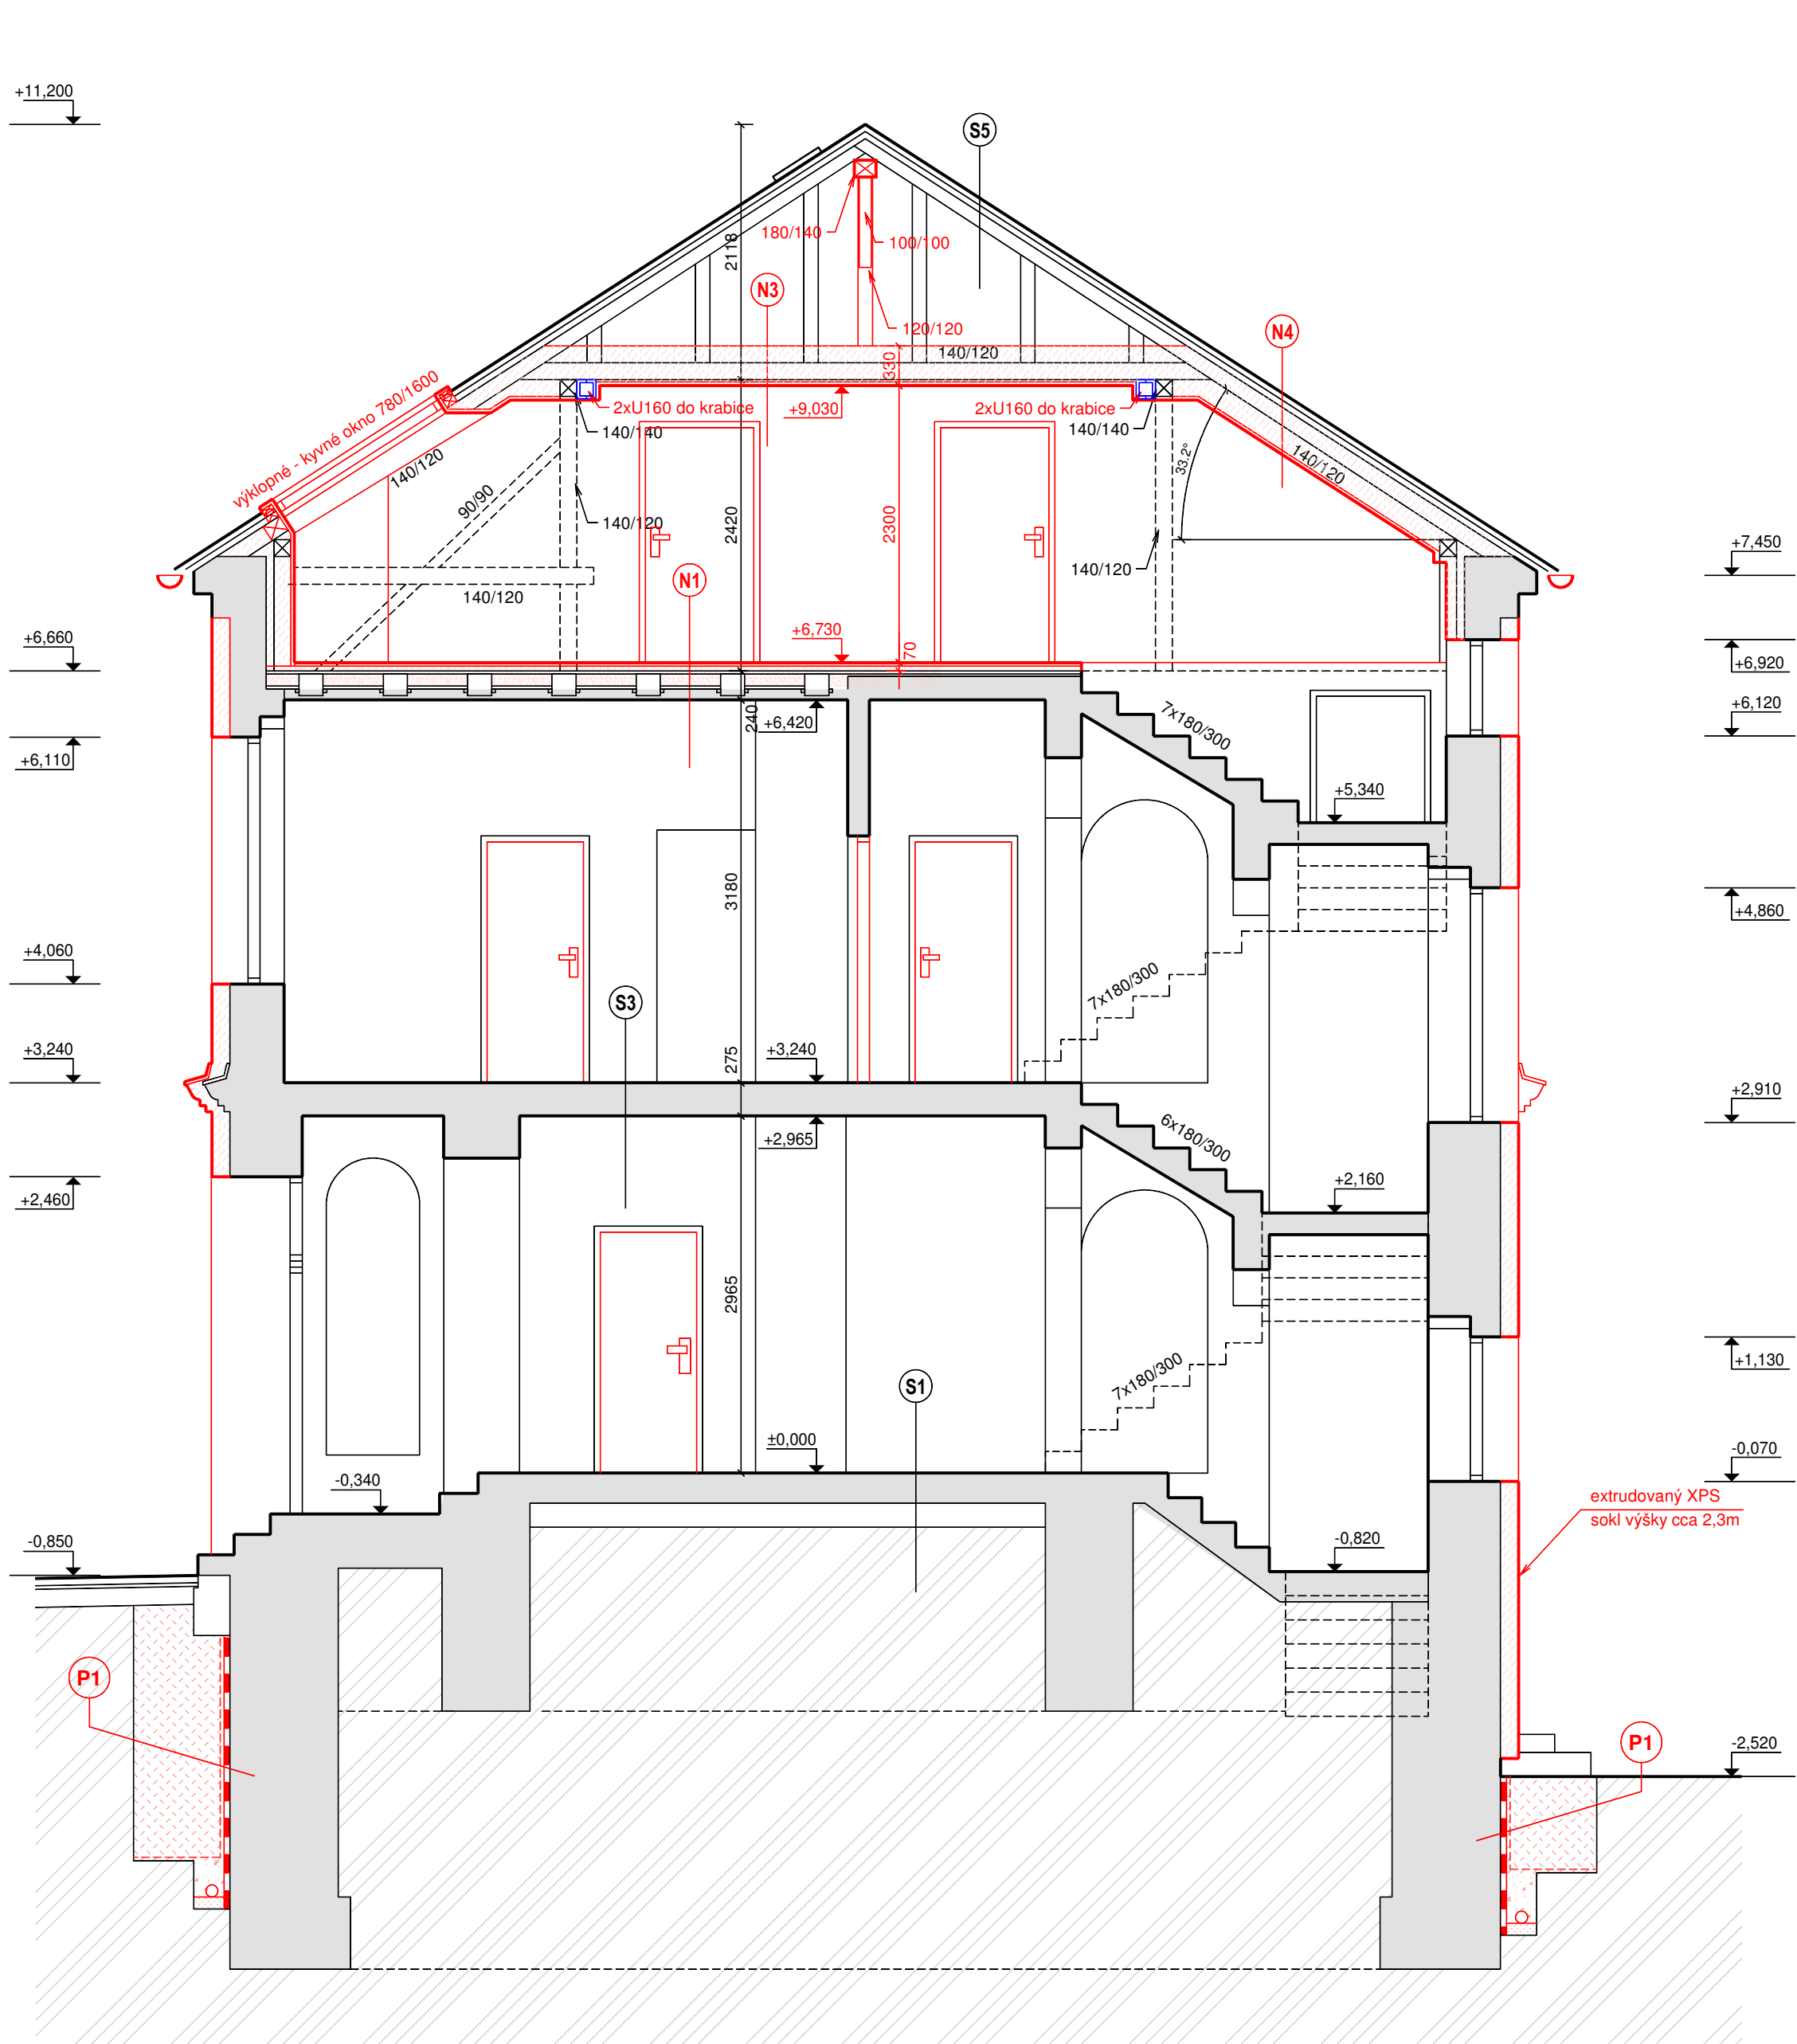 +11,200
S5
2118
180/140
100/100
N3
120/120
N4
140/120
330
výklopné - kyvné okno 780/1600
2xU160 do krabice
+9,030
2xU160 do krabice
140/140
140/140
140/120
90/90
33.2°
140/120
140/120
2420
2300
140/120
140/120
N1
+7,450
+6,660
+6,730
70
+6,920
+6,110
240
+6,420
7x180/300
+6,120
+5,340
3180
+4,860
+4,060
7x180/300
S3
+3,240
275
+3,240
+2,910
+2,965
6x180/300
+2,460
+2,160
2965
+1,130
7x180/300
S1
±0,000
-0,070
-0,340
extrudovaný XPS
sokl výšky cca 2,3m
-0,850
-0,820
P1
P1
-2,520